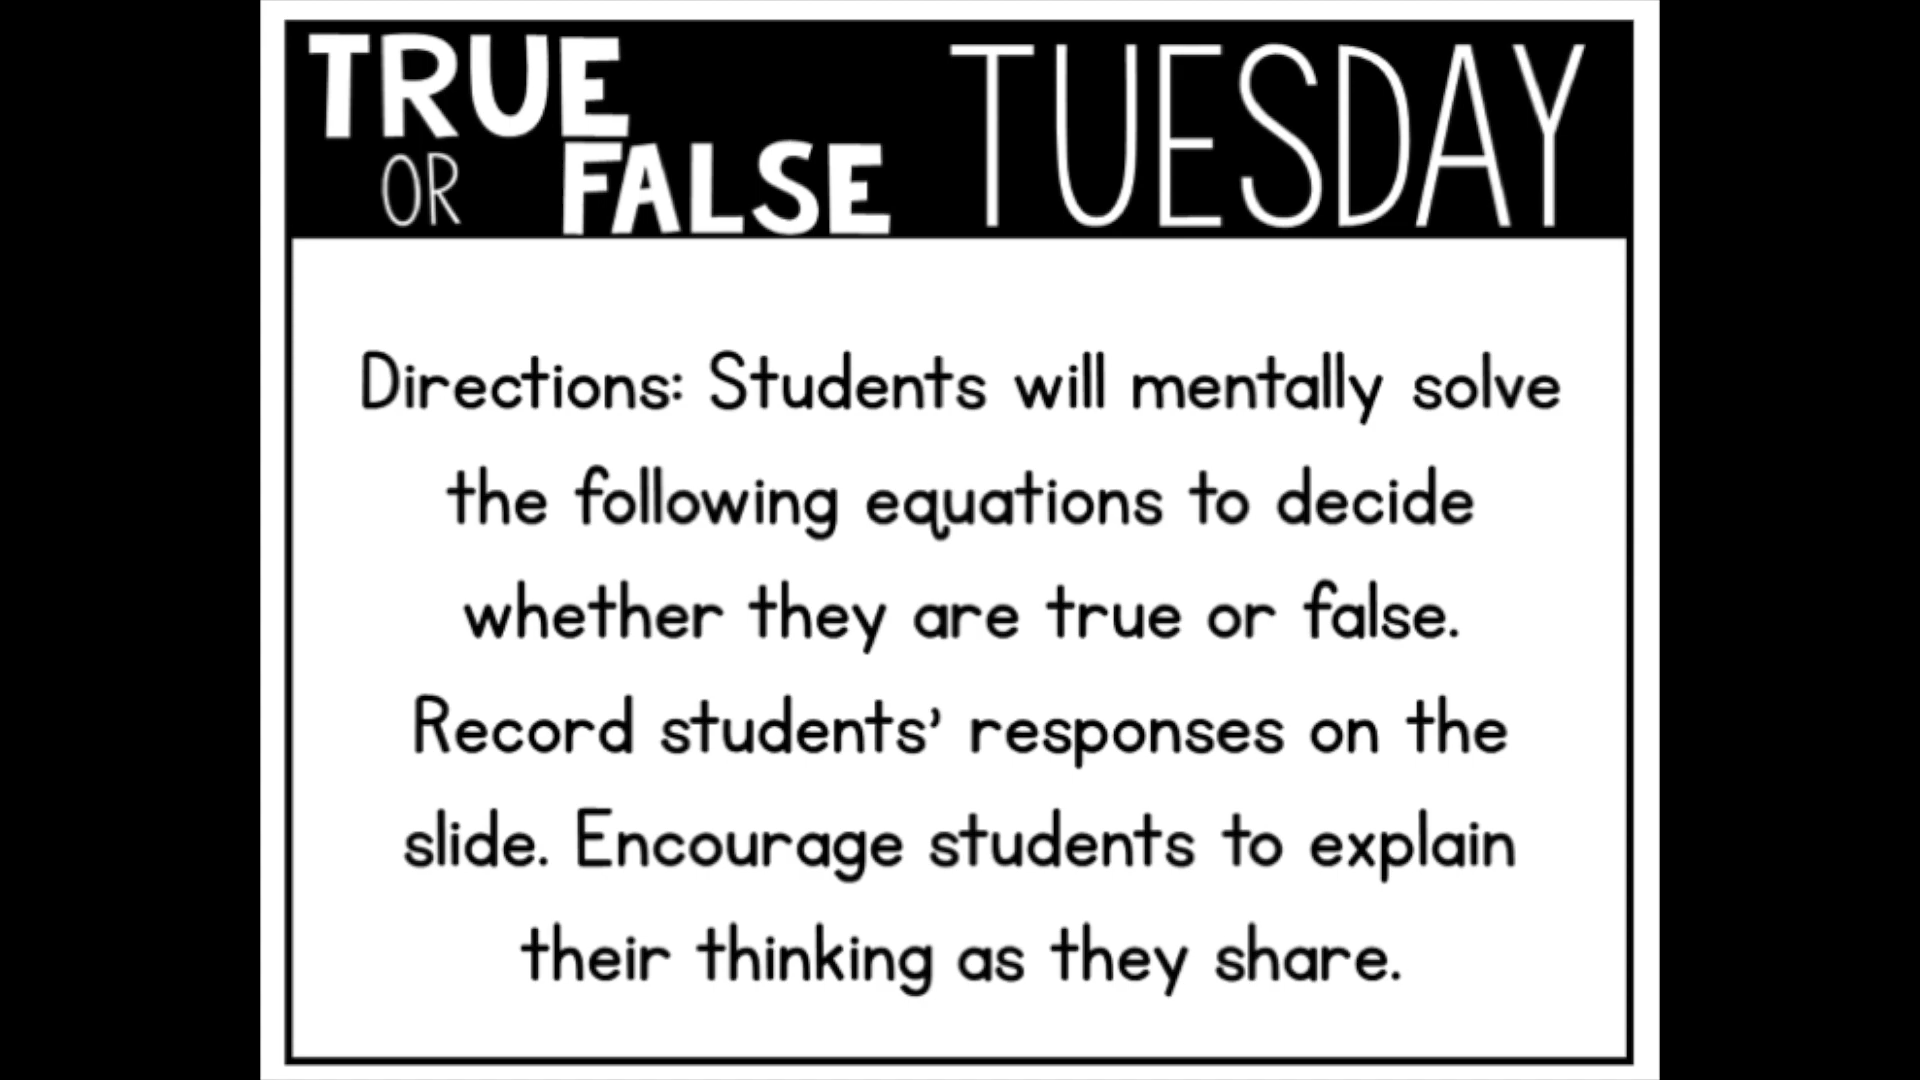 TRUE
OR FALSE TUESDAY
Directions: Students will mentally solve
the following equations to decide
whether they are true or false.
Record students’ responses on the
slide. Encourage students to explain
their thinking as they share.